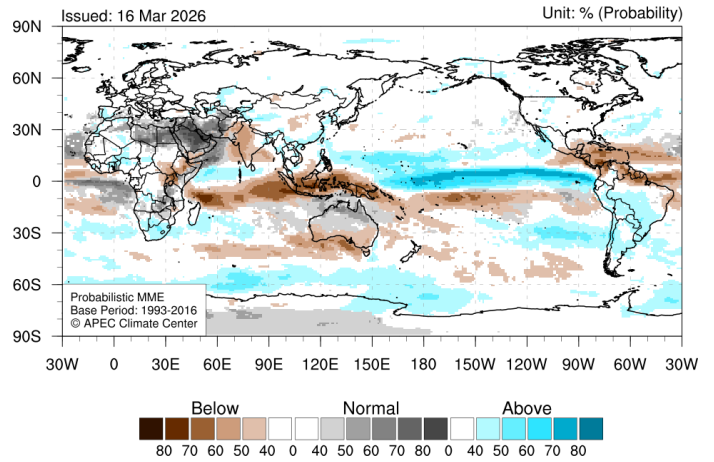 Issued: 16 Mar 2026
Unit: % (Probability)
90N
60N
30N
0
30S
60S
90S
Probabilistic MME
Base Period: 1993-2016
© APEC Climate Center
30W 0 30E 60E 90E 120E 150E 180 150W 120W 90W 60W 30W
Below Normal Above
80 70 60 50 40 0 40 50 60 70 80 0 40 50 60 70 80